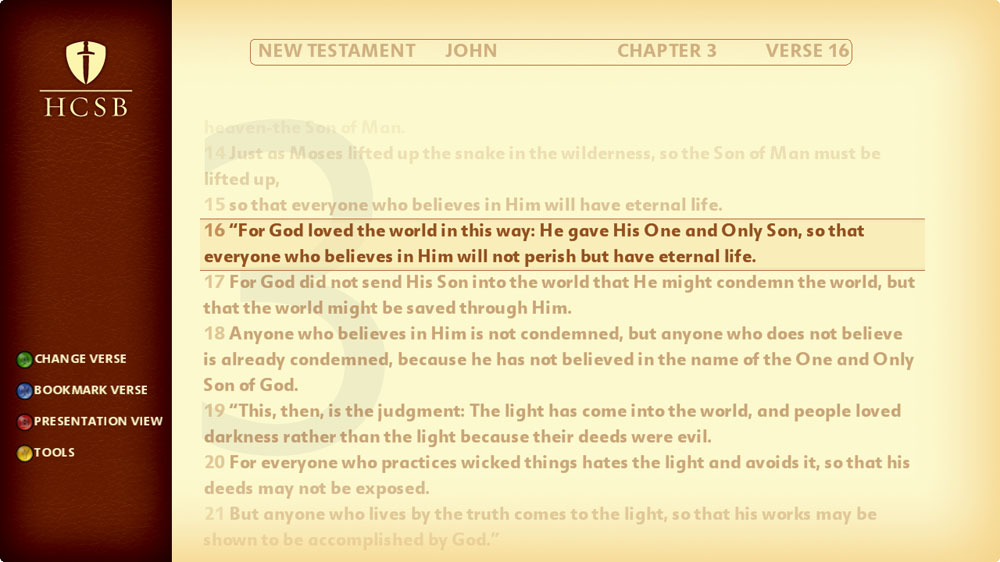 HCSB
NEW TESTAMENT JOHN CHAPTER 3 VERSE 16
3
heaven-the Son of Man.
14 Just as Moses lifted up the snake in the wilderness, so the Son of Man must be
lifted up,
15 so that everyone who believes in Him will have eternal life.
16 “For God loved the world in this way: He gave His One and Only Son, so that
everyone who believes in Him will not perish but have eternal life.
17 For God did not send His Son into the world that He might condemn the world, but
that the world might be saved through Him.
18 Anyone who believes in Him is not condemned, but anyone who does not believe
is already condemned, because he has not believed in the name of the One and Only
Son of God.
19 “This, then, is the judgment: The light has come into the world, and people loved
darkness rather than the light because their deeds were evil.
20 For everyone who practices wicked things hates the light and avoids it, so that his
deeds may not be exposed.
21 But anyone who lives by the truth comes to the light, so that his works may be
shown to be accomplished by God.”
CHANGE VERSE
BOOKMARK VERSE
PRESENTATION VIEW
TOOLS